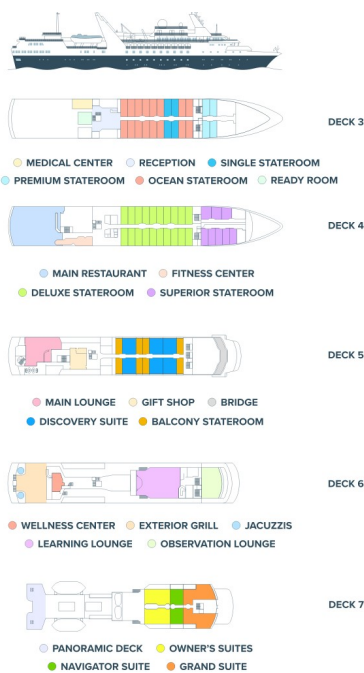 DECK 3
MEDICAL CENTER RECEPTION SINGLE STATEROOM
PREMIUM STATEROOM OCEAN STATEROOM READY ROOM
DECK 4
MAIN RESTAURANT FITNESS CENTER
DELUXE STATEROOM SUPERIOR STATEROOM
DECK 5
MAIN LOUNGE GIFT SHOP BRIDGE
DISCOVERY SUITE BALCONY STATEROOM
DECK 6
WELLNESS CENTER EXTERIOR GRILL JACUZZIS
LEARNING LOUNGE OBSERVATION LOUNGE
DECK 7
PANORAMIC DECK OWNER'S SUITES
NAVIGATOR SUITE GRAND SUITE